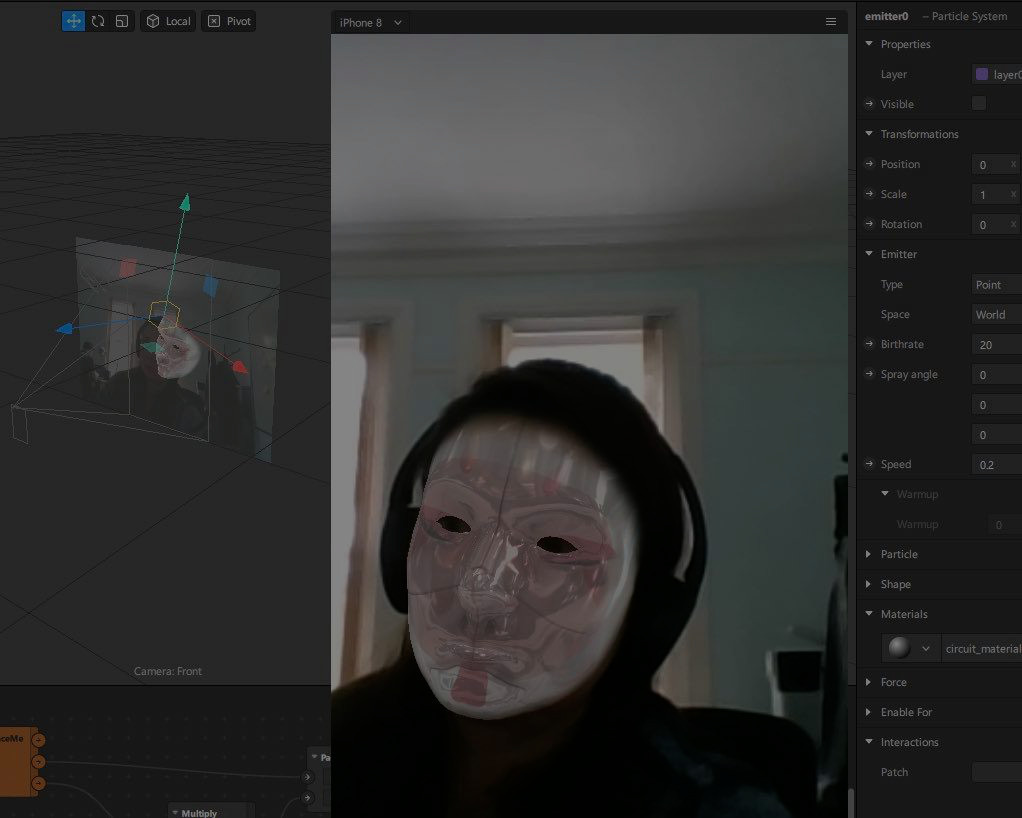 Local
Pivot
iPhone 8
Camera: Front
ceMe
Pa
Multiply
emitter0 – Particle System
Properties
Layer layer0
Visible
Transformations
Position 0 X
Scale 1 X
Rotation 0 X
Emitter
Type Point
Space World
Birthrate 20
Spray angle 0
0
0
Speed 0.2
Warmup
Warmup 0
Particle
Shape
Materials
circuit_material
Force
Enable For
Interactions
Patch